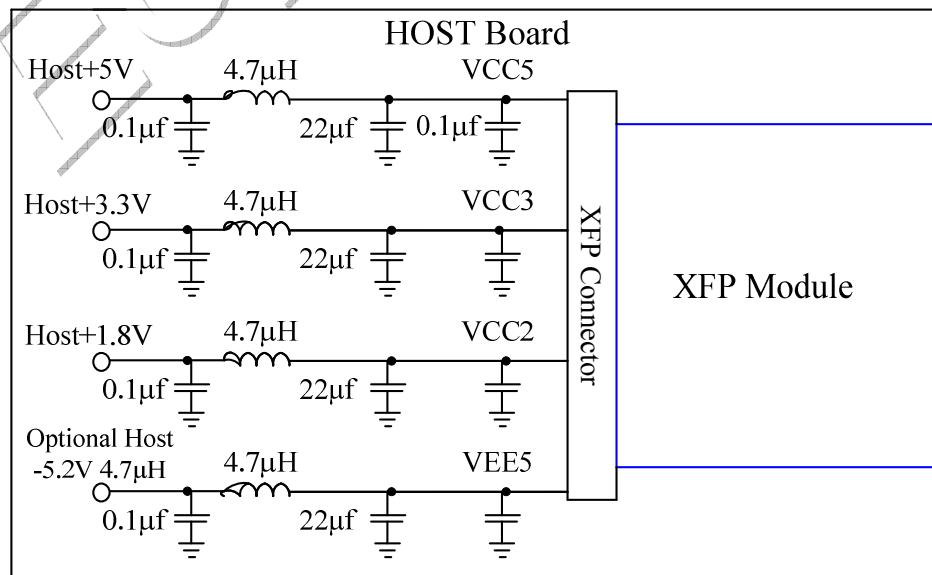 HOST Board
Host+5V
4.7μH
VCC5
0.1μf
22μf
0.1μf
Host+3.3V
4.7μH
VCC3
0.1μf
22μf
Host+1.8V
4.7μH
VCC2
0.1μf
22μf
Optional Host
-5.2V 4.7μH
4.7μH
VEE5
0.1μf
22μf
XFP Connector
XFP Module